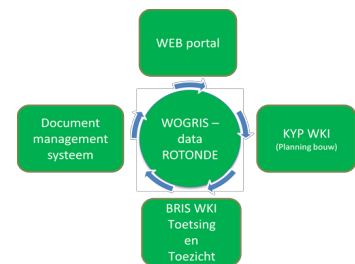 WEB portal
Document
management
systeem
WOGRIS –
data
ROTONDE
KYP WKI
(Planning bouw)
BRIS WKI
Toetsing
en
Toezicht